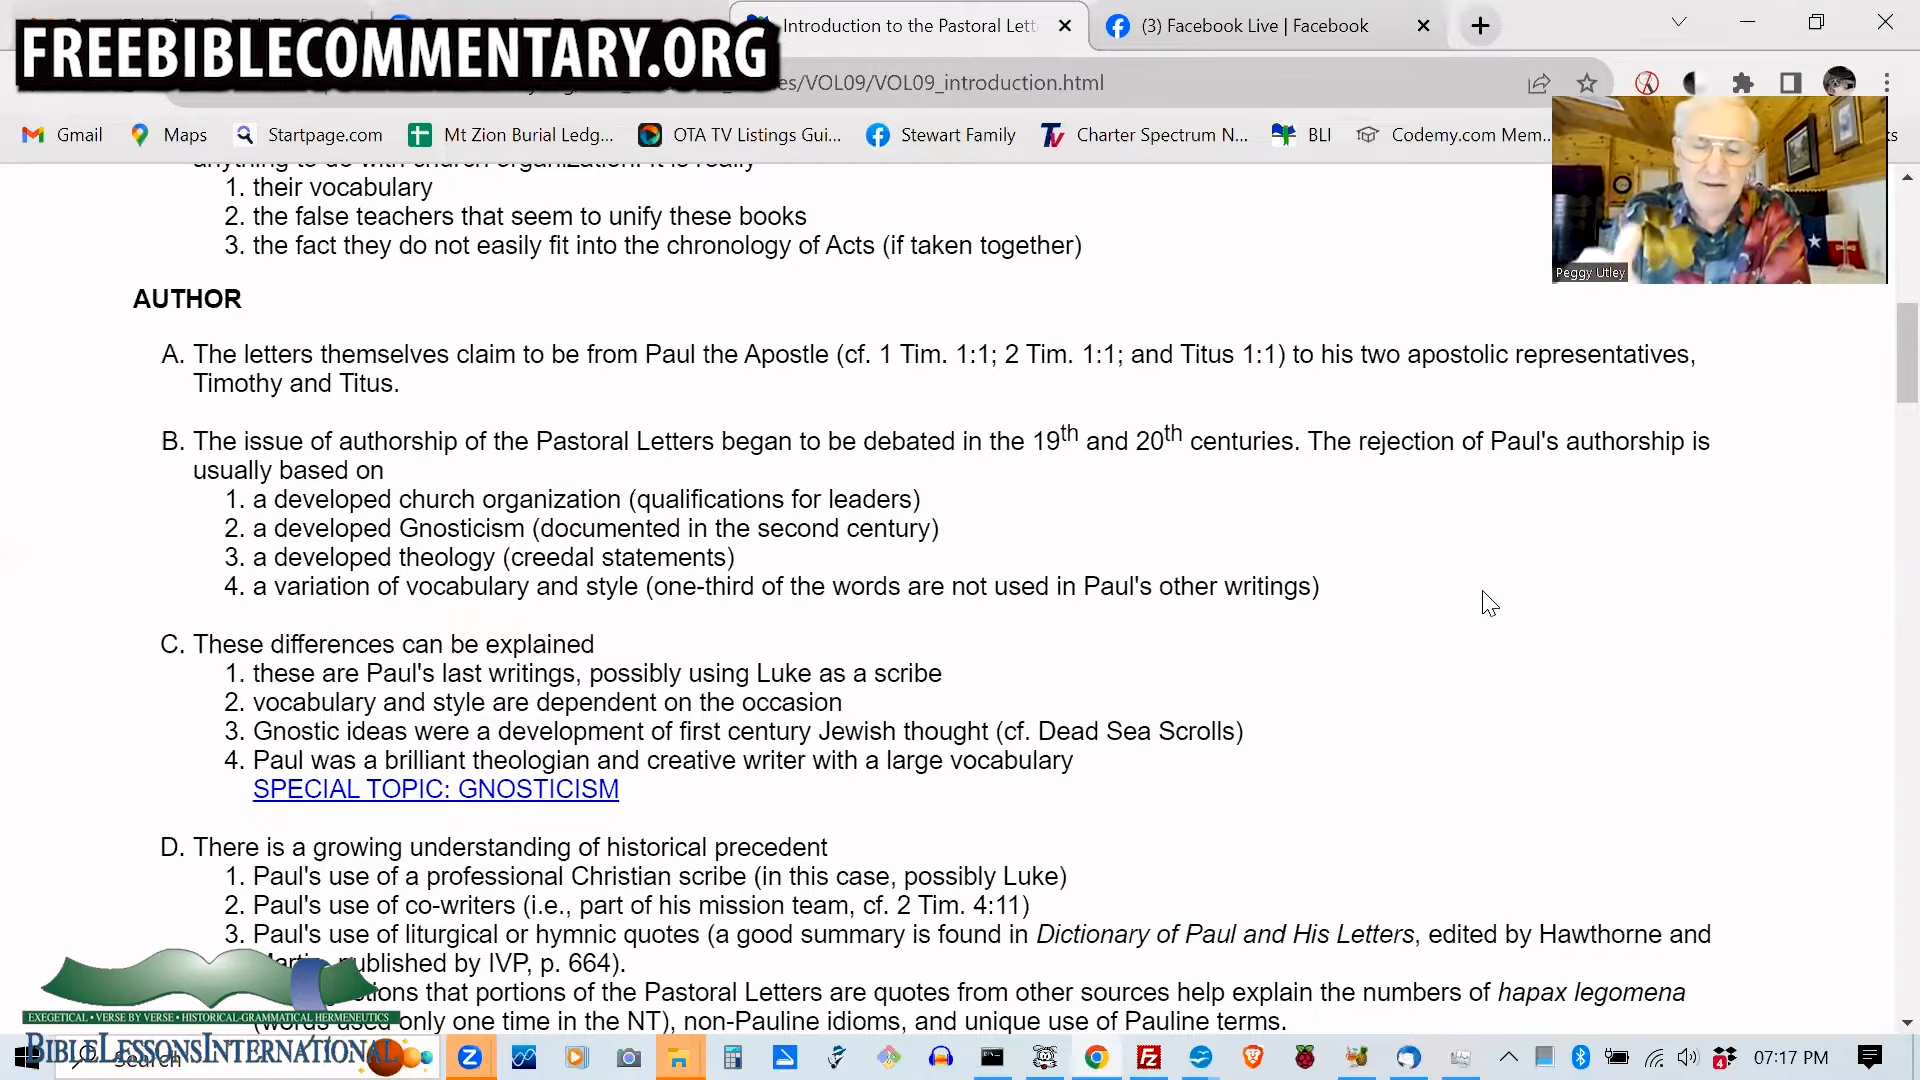 FREEBIBLECOMMENTARY.ORG
Introduction to the Pastoral Lett
(3) Facebook Live | Facebook
es/VOL09/VOL09_introduction.html
Gmail
Maps
Startpage.com
Mt Zion Burial Ledg...
OTA TV Listings Gui...
Stewart Family
Charter Spectrum N...
BLI
Codemy.com Mem...
ks
Peggy Utley
anything to do with church organization. It is really
1. their vocabulary
2. the false teachers that seem to unify these books
3. the fact they do not easily fit into the chronology of Acts (if taken together)
AUTHOR
A. The letters themselves claim to be from Paul the Apostle (cf. 1 Tim. 1:1; 2 Tim. 1:1; and Titus 1:1) to his two apostolic representatives,
Timothy and Titus.
B. The issue of authorship of the Pastoral Letters began to be debated in the 19th and 20th centuries. The rejection of Paul's authorship is
usually based on
1. a developed church organization (qualifications for leaders)
2. a developed Gnosticism (documented in the second century)
3. a developed theology (creedal statements)
4. a variation of vocabulary and style (one-third of the words are not used in Paul's other writings)
C. These differences can be explained
1. these are Paul's last writings, possibly using Luke as a scribe
2. vocabulary and style are dependent on the occasion
3. Gnostic ideas were a development of first century Jewish thought (cf. Dead Sea Scrolls)
4. Paul was a brilliant theologian and creative writer with a large vocabulary
SPECIAL TOPIC: GNOSTICISM
D. There is a growing understanding of historical precedent
1. Paul's use of a professional Christian scribe (in this case, possibly Luke)
2. Paul's use of co-writers (i.e., part of his mission team, cf. 2 Tim. 4:11)
3. Paul's use of liturgical or hymnic quotes (a good summary is found in Dictionary of Paul and His Letters, edited by Hawthorne and
Martin, published by IVP, p. 664).
tions that portions of the Pastoral Letters are quotes from other sources help explain the numbers of hapax legomena
(words used only one time in the NT), non-Pauline idioms, and unique use of Pauline terms.
EXEGETICAL • VERSE BY VERSE • HISTORICAL-GRAMMATICAL HERMENEUTICS
BIBLELESSONSINTERNATIONAL
Search
07:17 PM